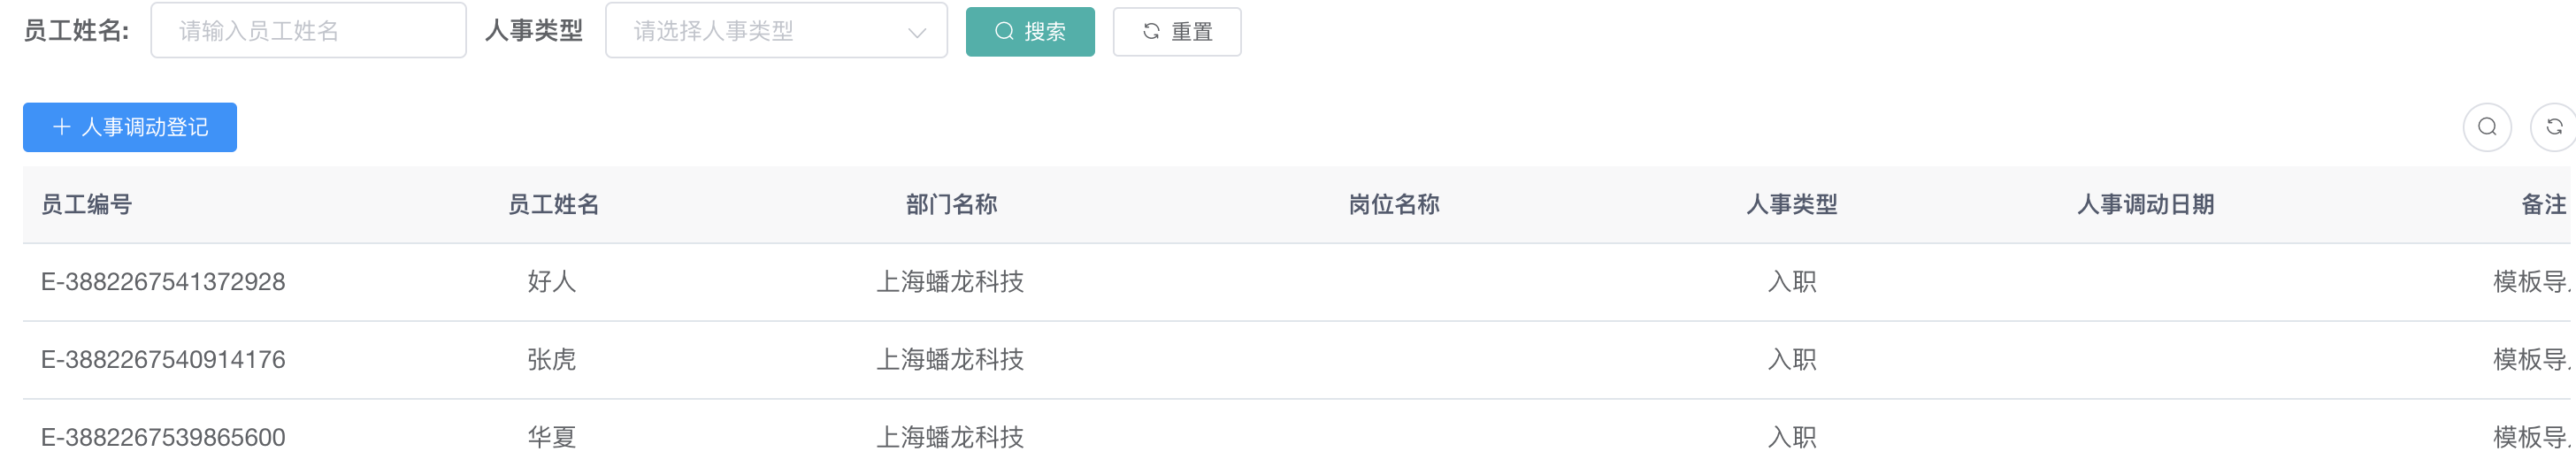 员工姓名: 请输入员工姓名 人事类型 请选择人事类型 搜索 重置
人事调动登记
员工编号 员工姓名 部门名称 岗位名称 人事类型 人事调动日期 备注
E-3882267541372928 好人 上海蟠龙科技 入职 模板导
E-3882267540914176 张虎 上海蟠龙科技 入职 模板导
E-3882267539865600 华夏 上海蟠龙科技 入职 模板导